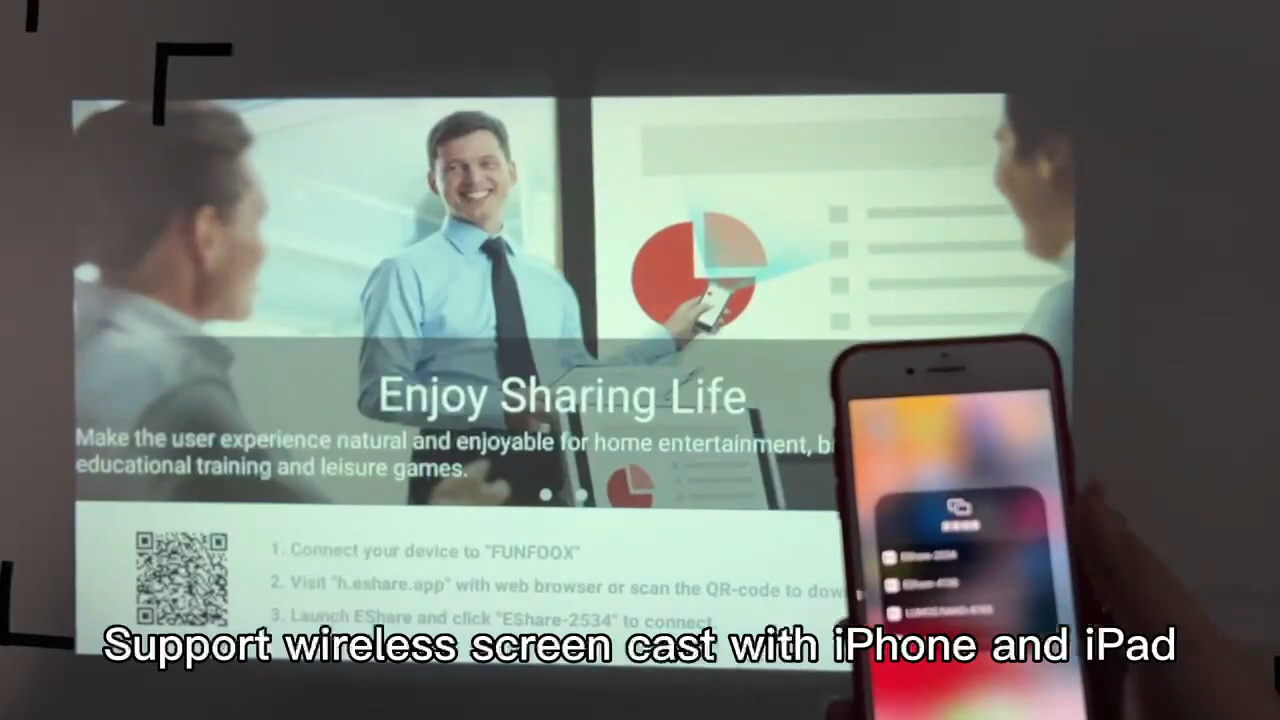 Enjoy Sharing Life
Make the user experience natural and enjoyable for home entertainment, b
educational training and leisure games.
1. Connect your device to "FUNFOOX"
2. Visit "h.eshare.app" with web browser or scan the QR-code to dow
3. Launch EShare and click "EShare-2534" to connect.
EShare-2534
Support wireless screen cast with iPhone and iPad